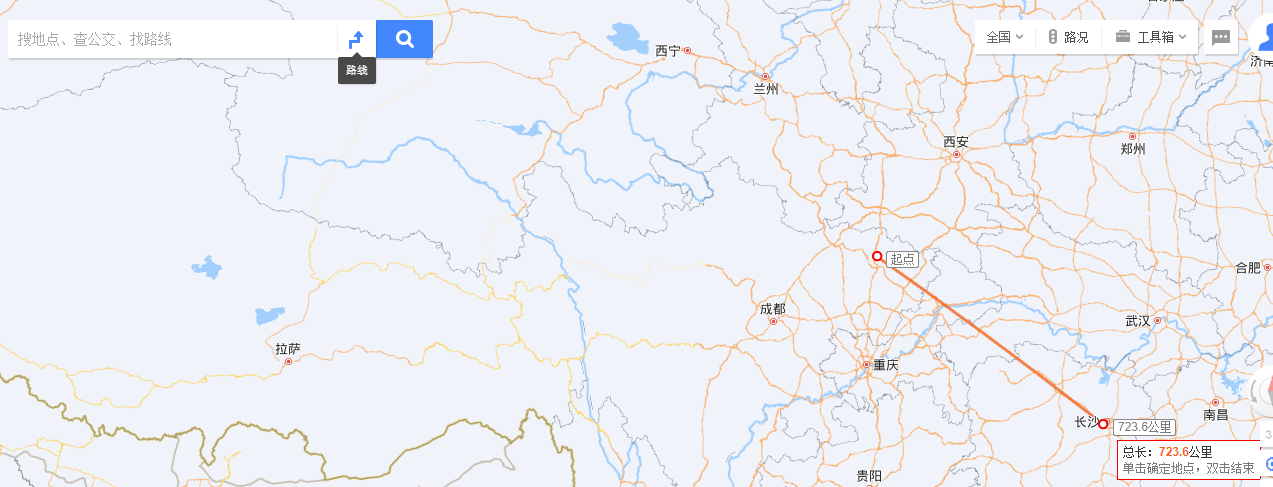 搜地点、查公交、找路线
路线
全国
路况
工具箱
西宁
兰州
济南
西安
郑州
起点
合肥
成都
武汉
拉萨
重庆
南昌
长沙
723.6公里
总长：723.6公里
单击确定地点，双击结束
贵阳